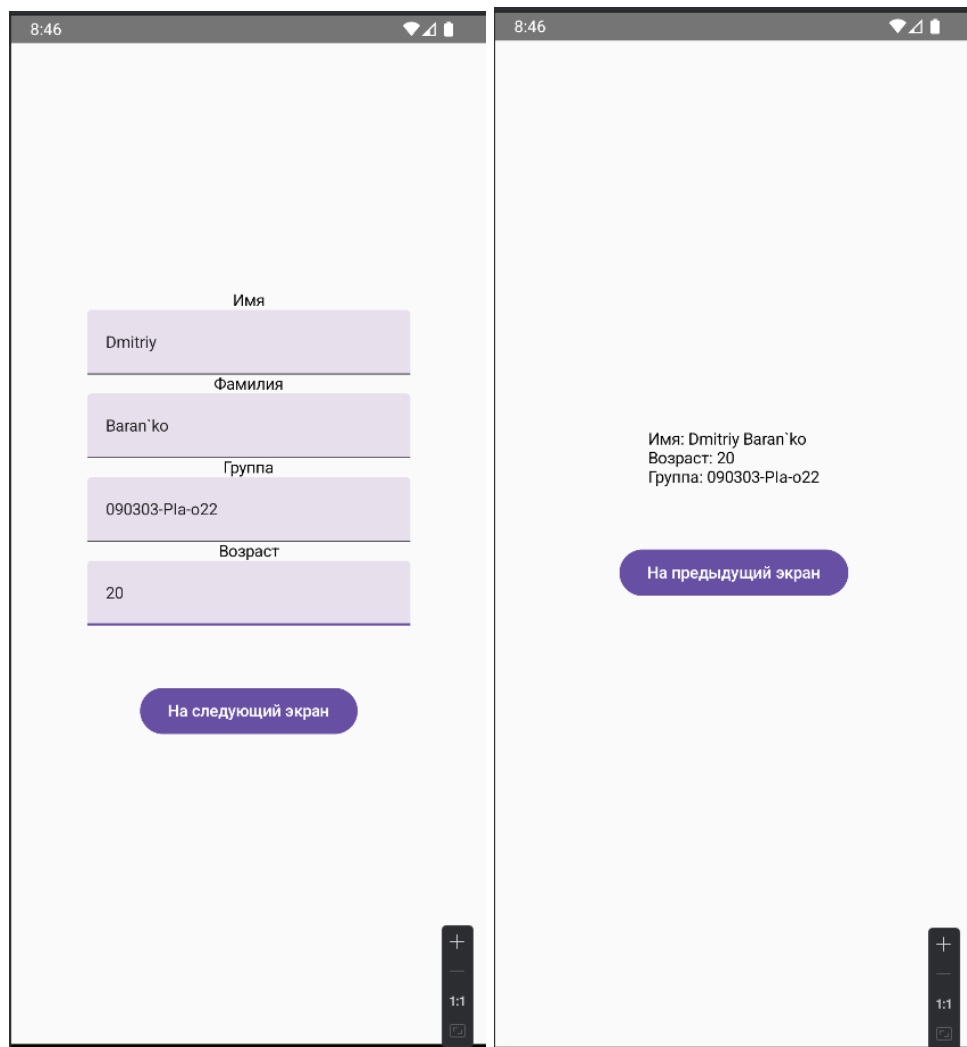 8:46
Имя
Dmitriy
Фамилия
Baran`ko
Группа
090303-Pla-o22
Возраст
20
На следующий экран
1:1
8:46
Имя: Dmitriy Baran`ko
Возраст: 20
Группа: 090303-Pla-o22
На предыдущий экран
1:1